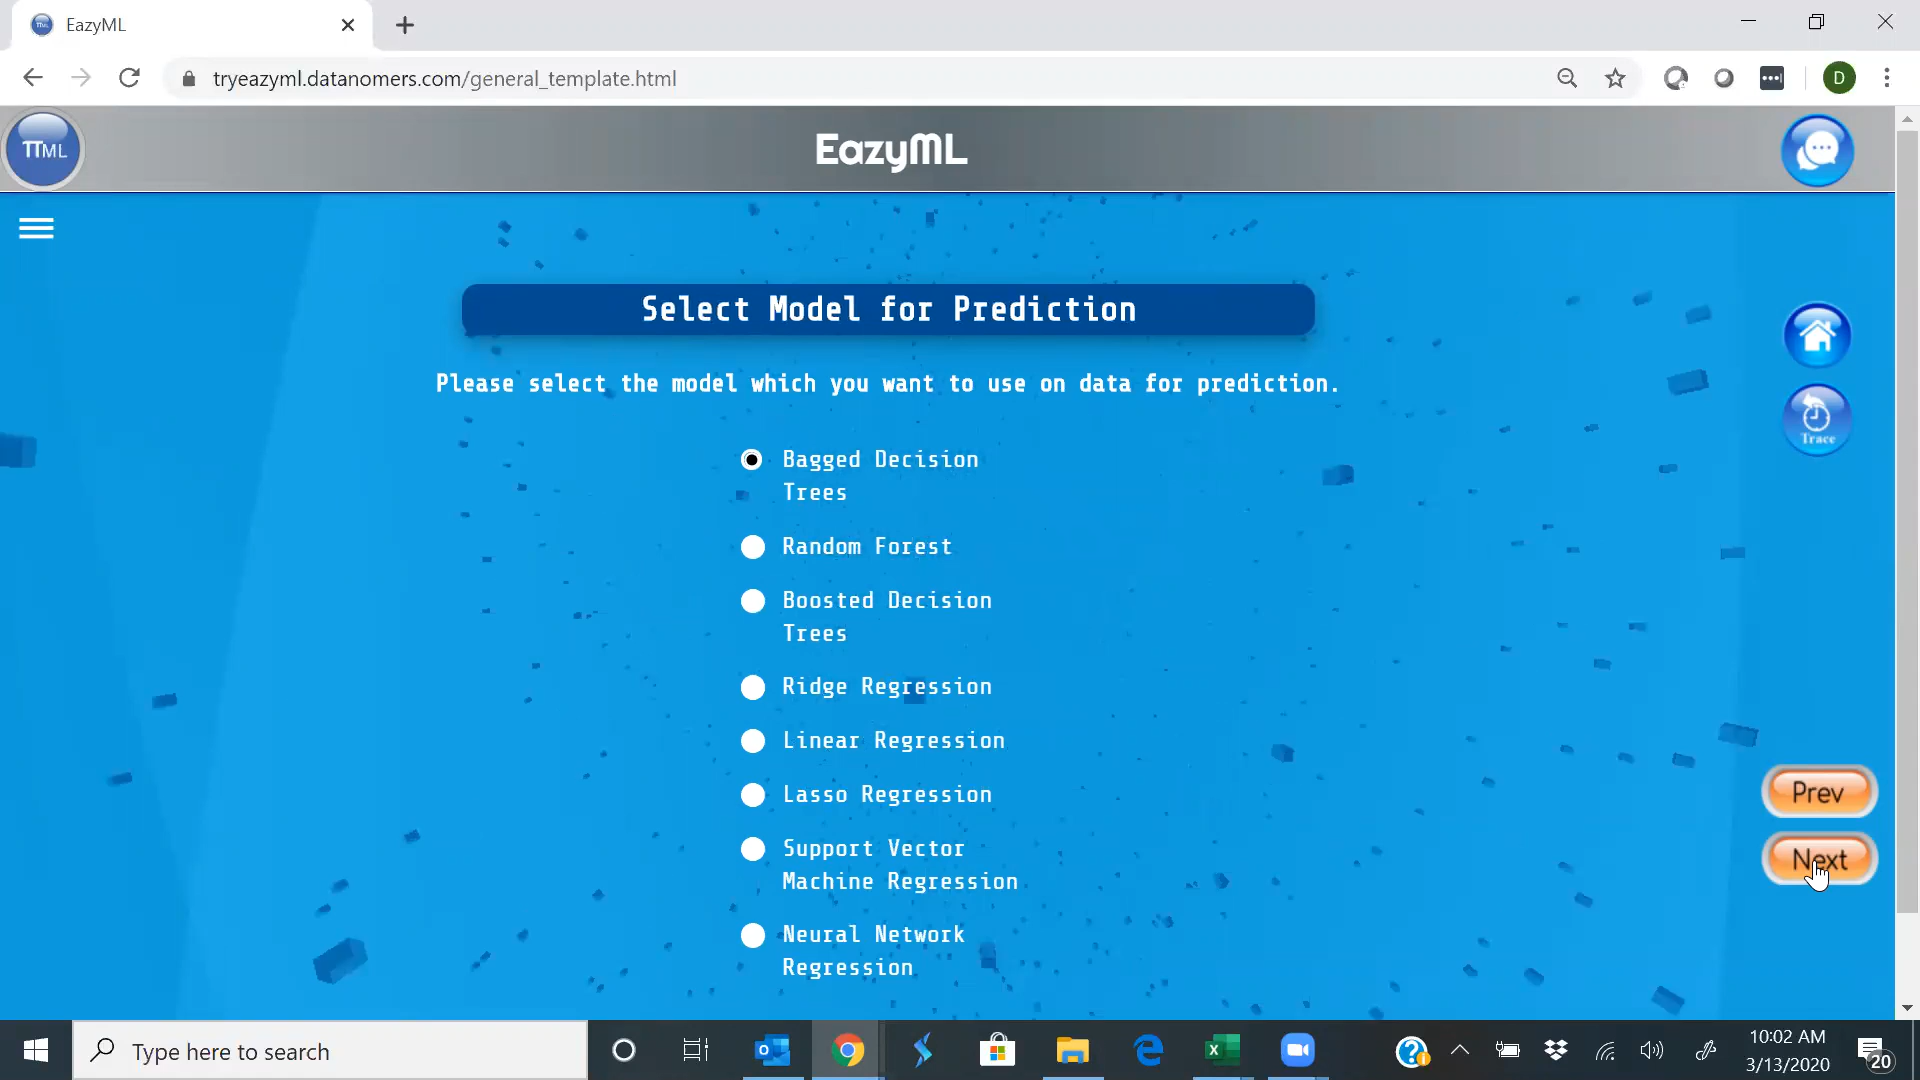 EazyML
tryeazyml.datanomers.com/general_template.html
D
ΠML
EazyML
Select Model for Prediction
Please select the model which you want to use on data for prediction.
Bagged Decision
Trees
Random Forest
Boosted Decision
Trees
Ridge Regression
Linear Regression
Lasso Regression
Support Vector
Machine Regression
Neural Network
Regression
Trace
Prev
Next
Type here to search
10:02 AM
3/13/2020
20